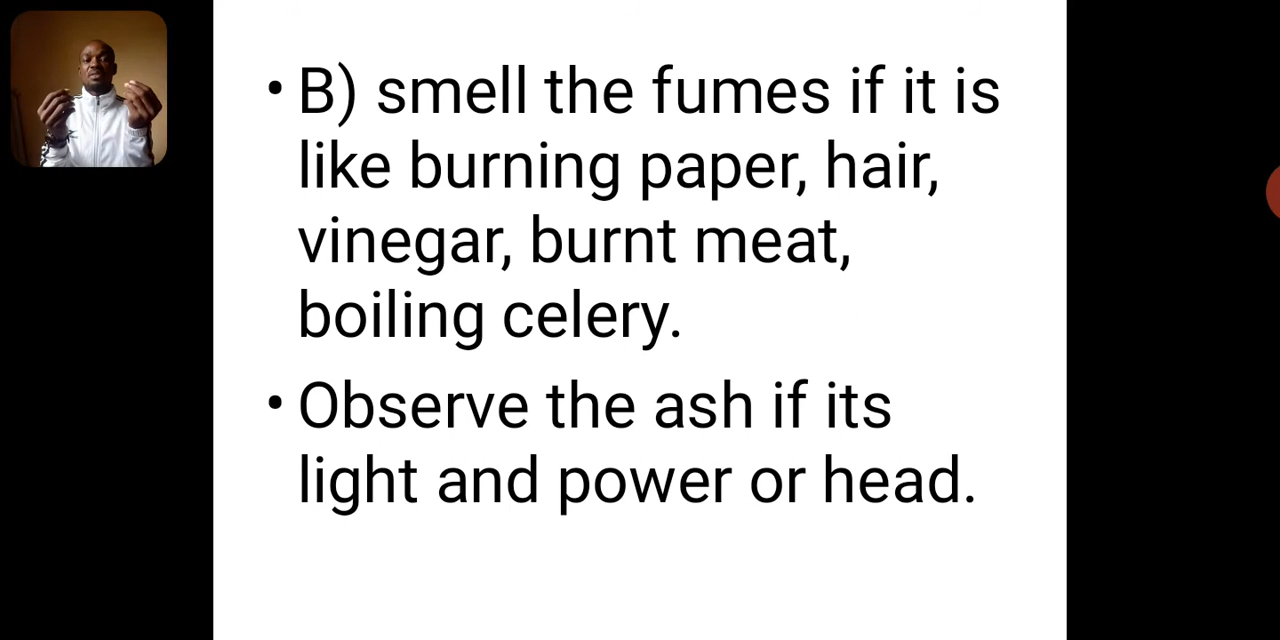 • B) smell the fumes if it is
like burning paper, hair,
vinegar, burnt meat,
boiling celery.
• Observe the ash if its
light and power or head.